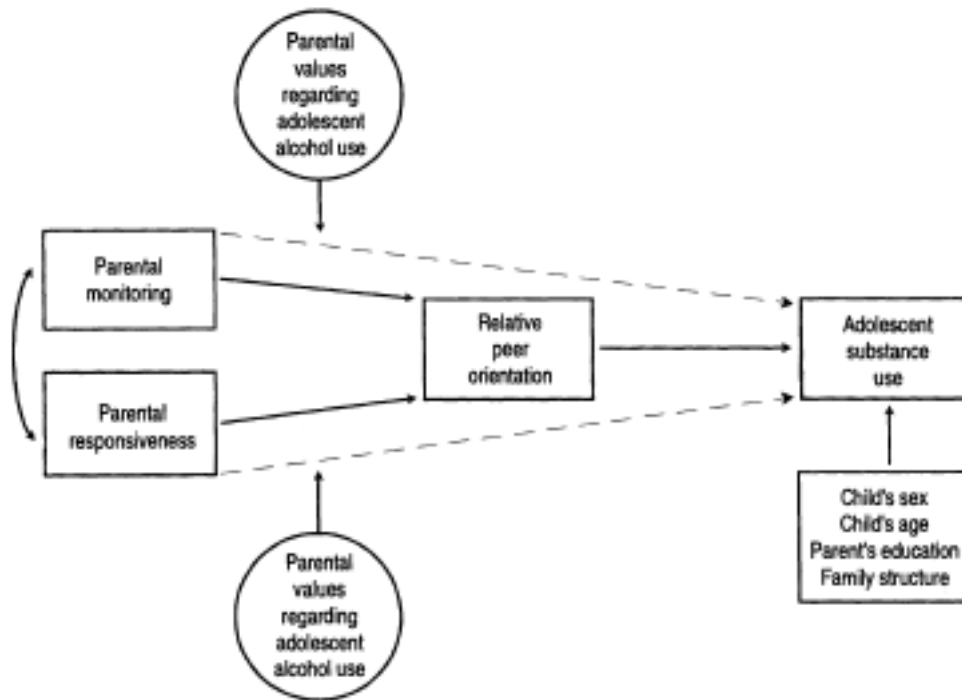 Parental
values
regarding
adolescent
alcohol use
Parental
monitoring
Relative
peer
orientation
Adolescent
substance
use
Parental
responsiveness
Child's sex
Child's age
Parent's education
Family structure
Parental
values
regarding
adolescent
alcohol use